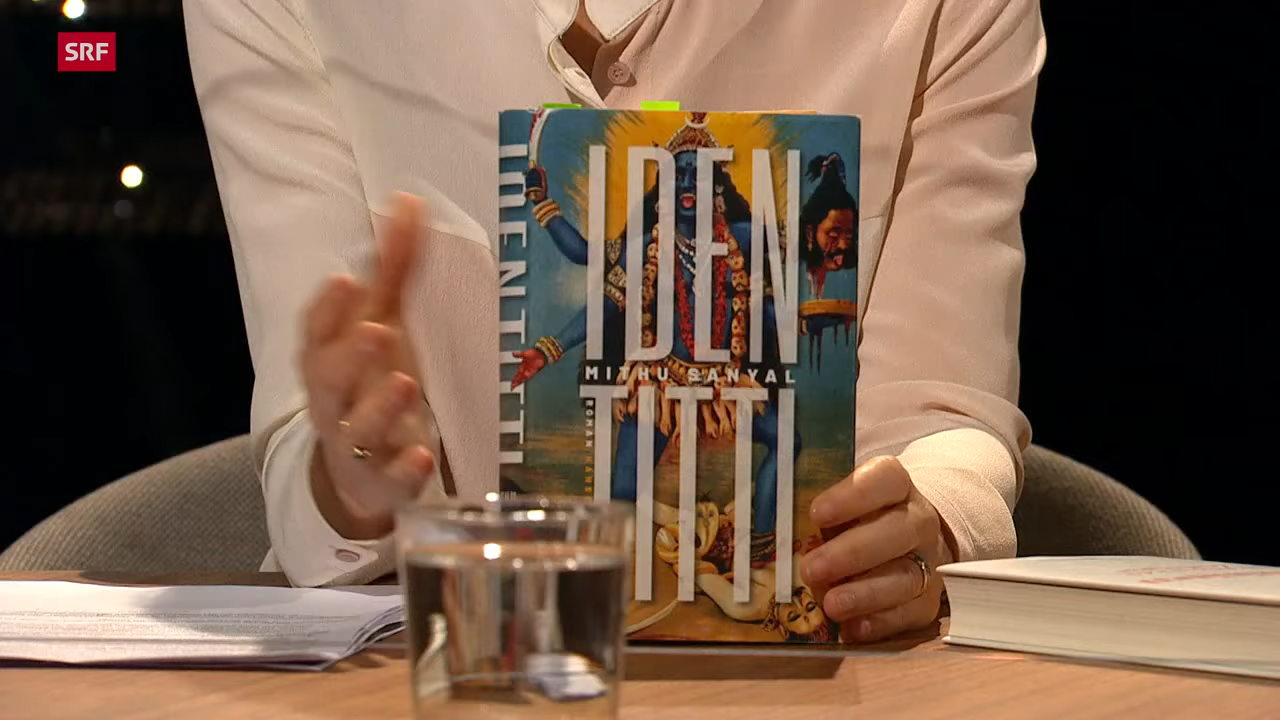 SRF
IDENTITTI
IDEN
MITHU SANYAL
TITTI
ROMAN